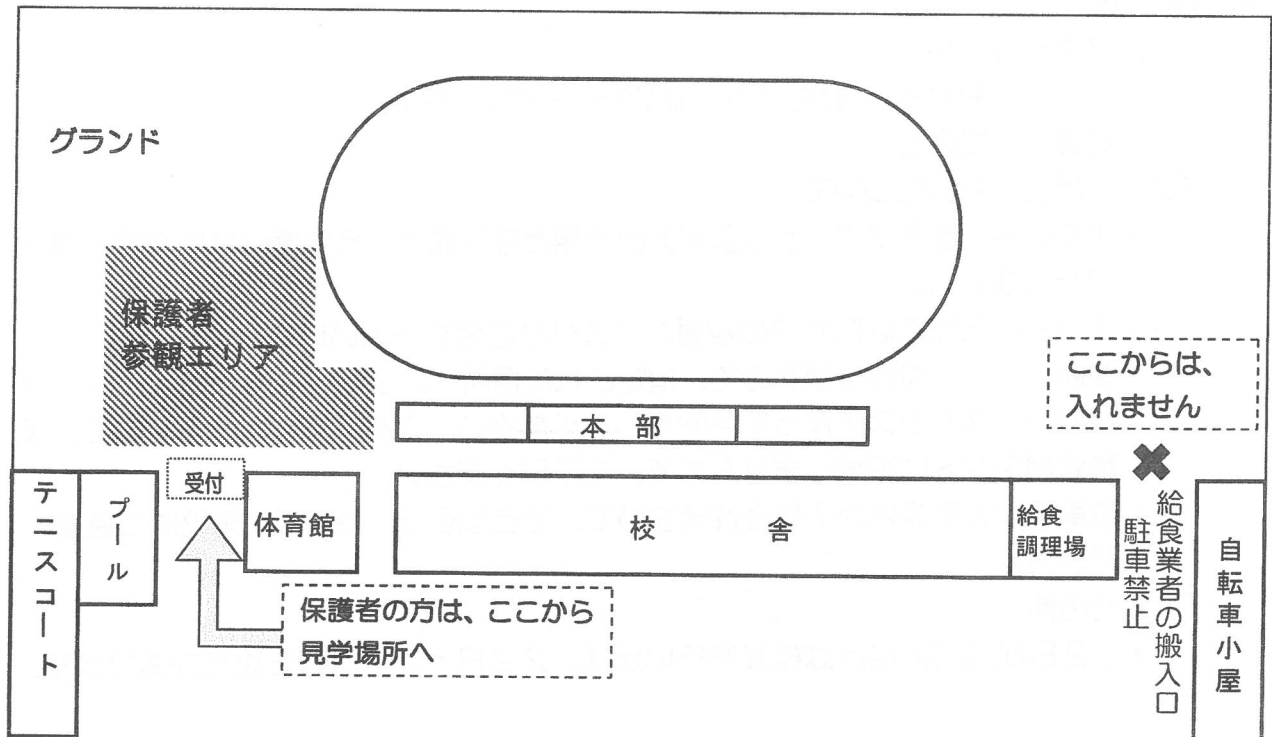 グランド
保護者
参観エリア
ここからは、
入れません
本部
テニスコート
プール
受付
体育館
校舎
給食
調理場
給食業者の搬入口
駐車禁止
自転車小屋
保護者の方は、ここから
見学場所へ